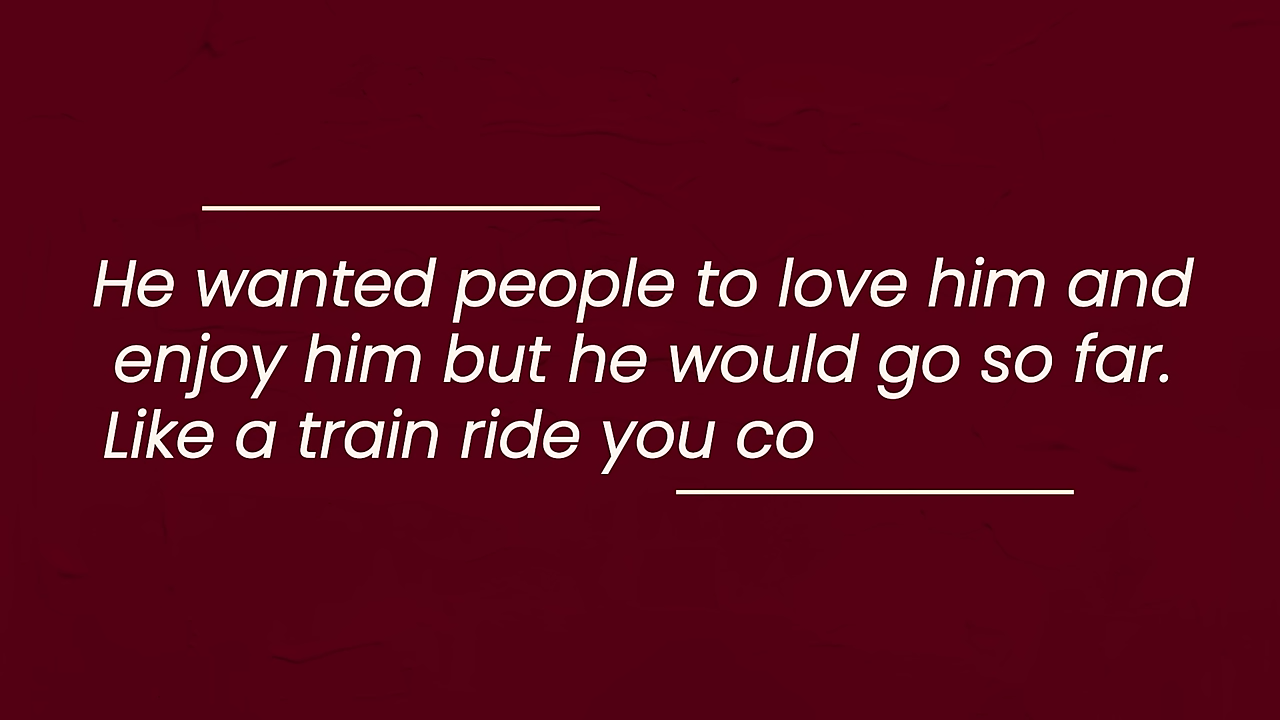 He wanted people to love him and
enjoy him but he would go so far.
Like a train ride you co